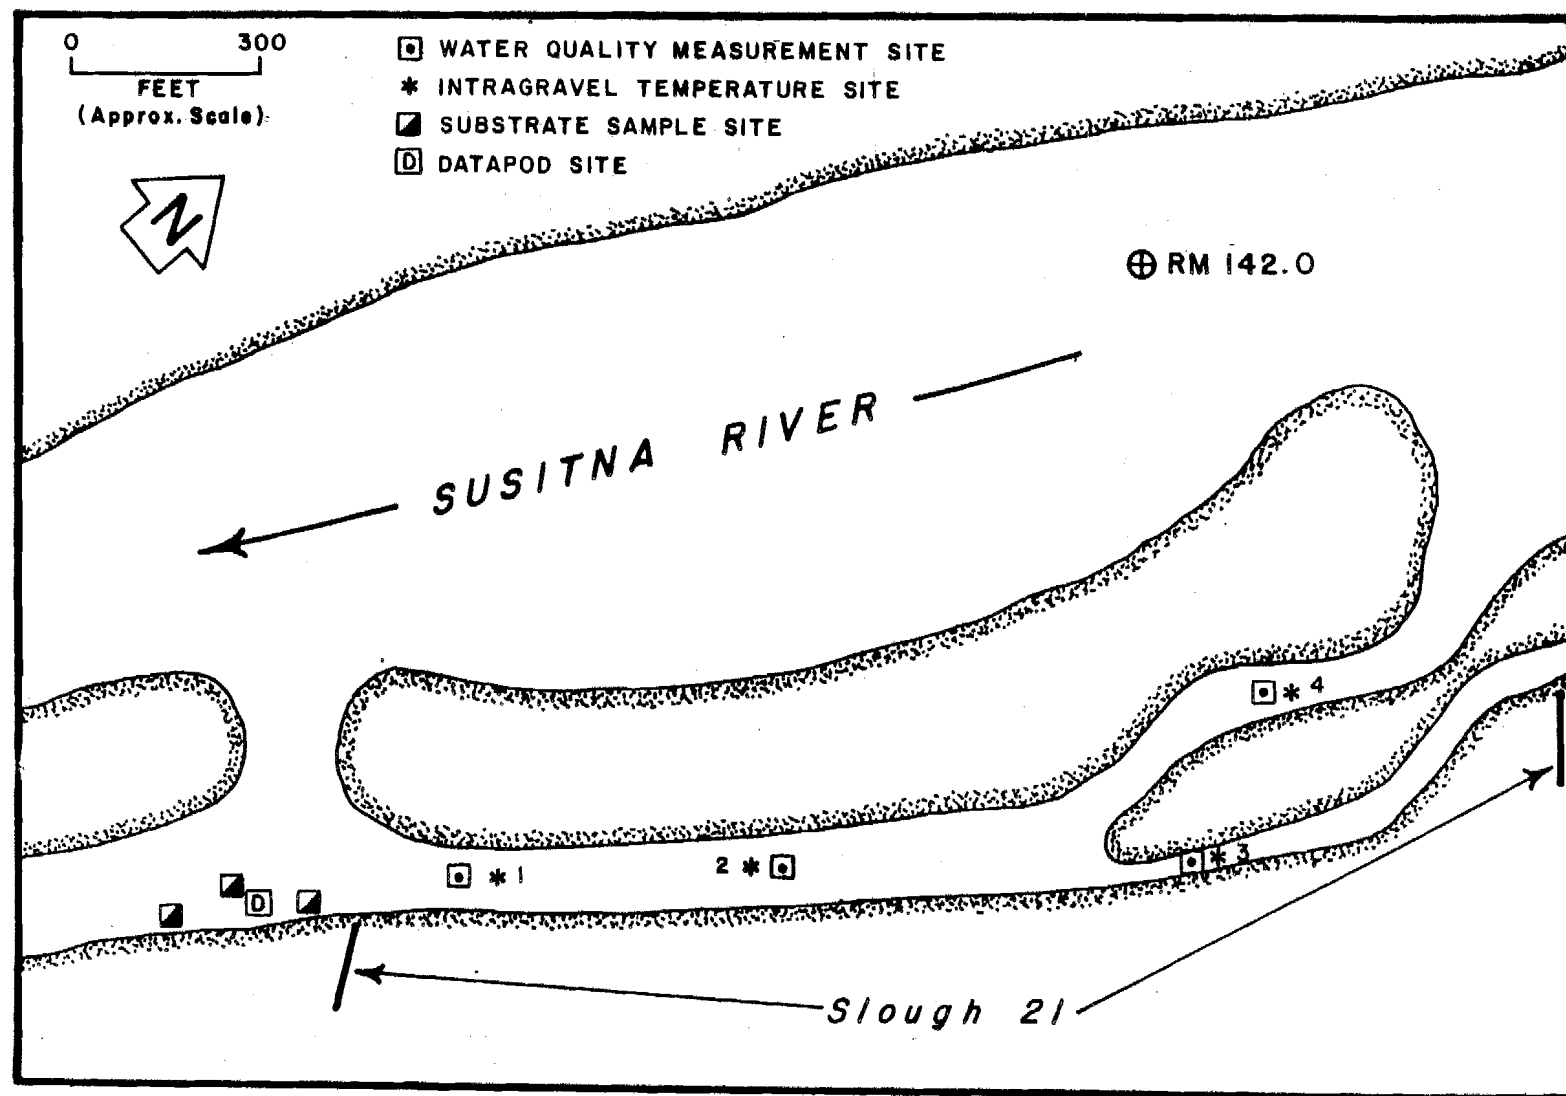 0 300
FEET
(Approx. Scale)
WATER QUALITY MEASUREMENT SITE
* INTRAGRAVEL TEMPERATURE SITE
SUBSTRATE SAMPLE SITE
D DATAPOD SITE
N
RM 142.0
SUSITNA RIVER
* 4
* 1
2 *
* 3
D
Slough 21